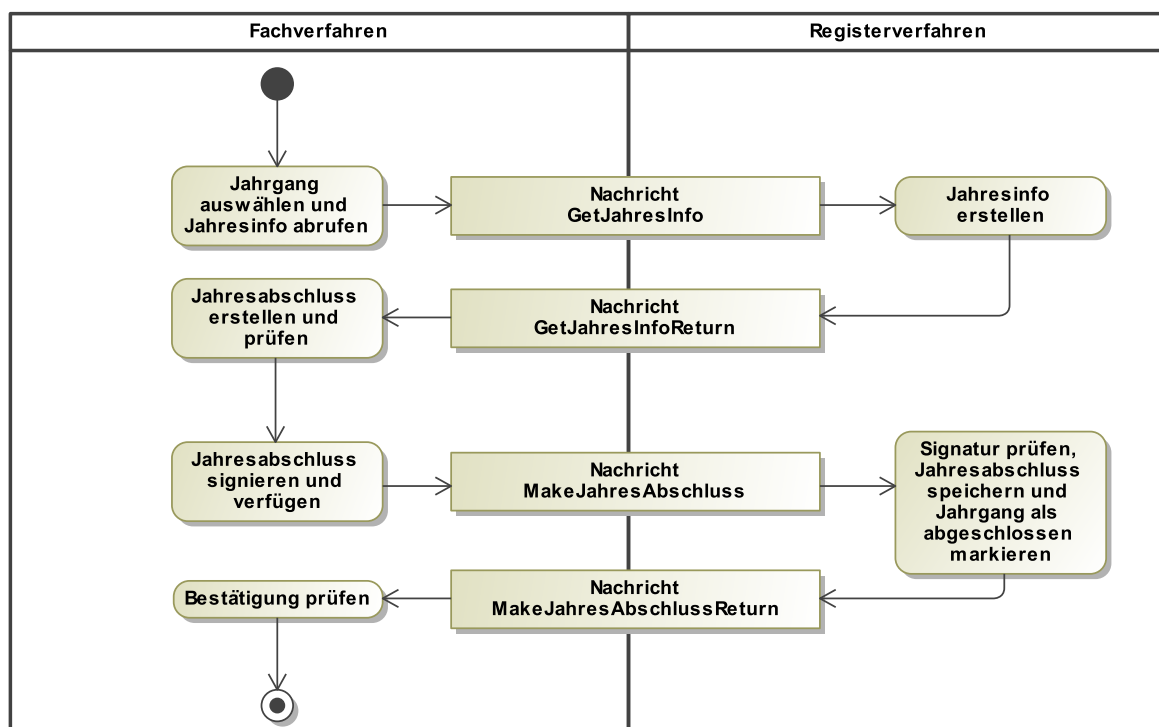 Fachverfahren
Registerverfahren
Jahrgang
auswählen und
Jahresinfo abrufen
Nachricht
GetJahresInfo
Jahresinfo
erstellen
Jahresabschluss
erstellen und
prüfen
Nachricht
GetJahresInfoReturn
Jahresabschluss
signieren und
verfügen
Nachricht
MakeJahresAbschluss
Signatur prüfen,
Jahresabschluss
speichern und
Jahrgang als
abgeschlossen
markieren
Bestätigung prüfen
Nachricht
MakeJahresAbschlussReturn